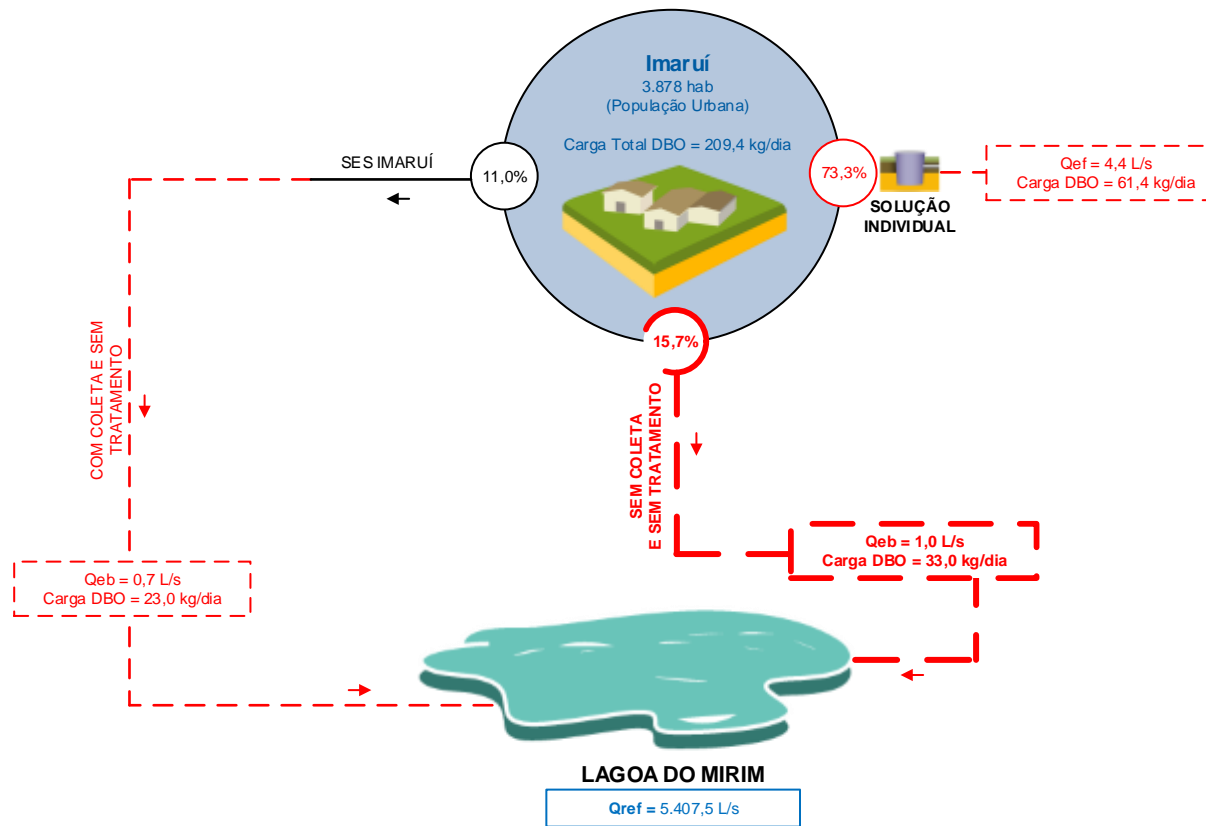 Imaruí
3.878 hab
(População Urbana)
Carga Total DBO = 209,4 kg/dia
SES IMARUÍ
11,0%
73,3%
SOLUÇÃO
INDIVIDUAL
Qef = 4,4 L/s
Carga DBO = 61,4 kg/dia
15,7%
COM COLETA E SEM
TRATAMENTO
SEM COLETA
E SEM TRATAMENTO
Qeb = 1,0 L/s
Carga DBO = 33,0 kg/dia
Qeb = 0,7 L/s
Carga DBO = 23,0 kg/dia
LAGOA DO MIRIM
Qref = 5.407,5 L/s